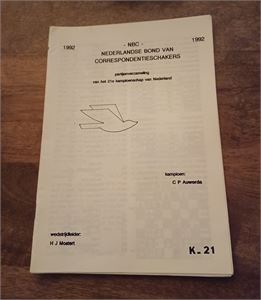 1992
- NBC -
1992
NEDERLANDSE BOND VAN
CORRESPONDENTIESCHAKERS
partijenverzameling
van het 21e kampioenschap van Nederland
kampioen:
C P Auwerda
wedstrijdleider:
H J Mostert
K- 21